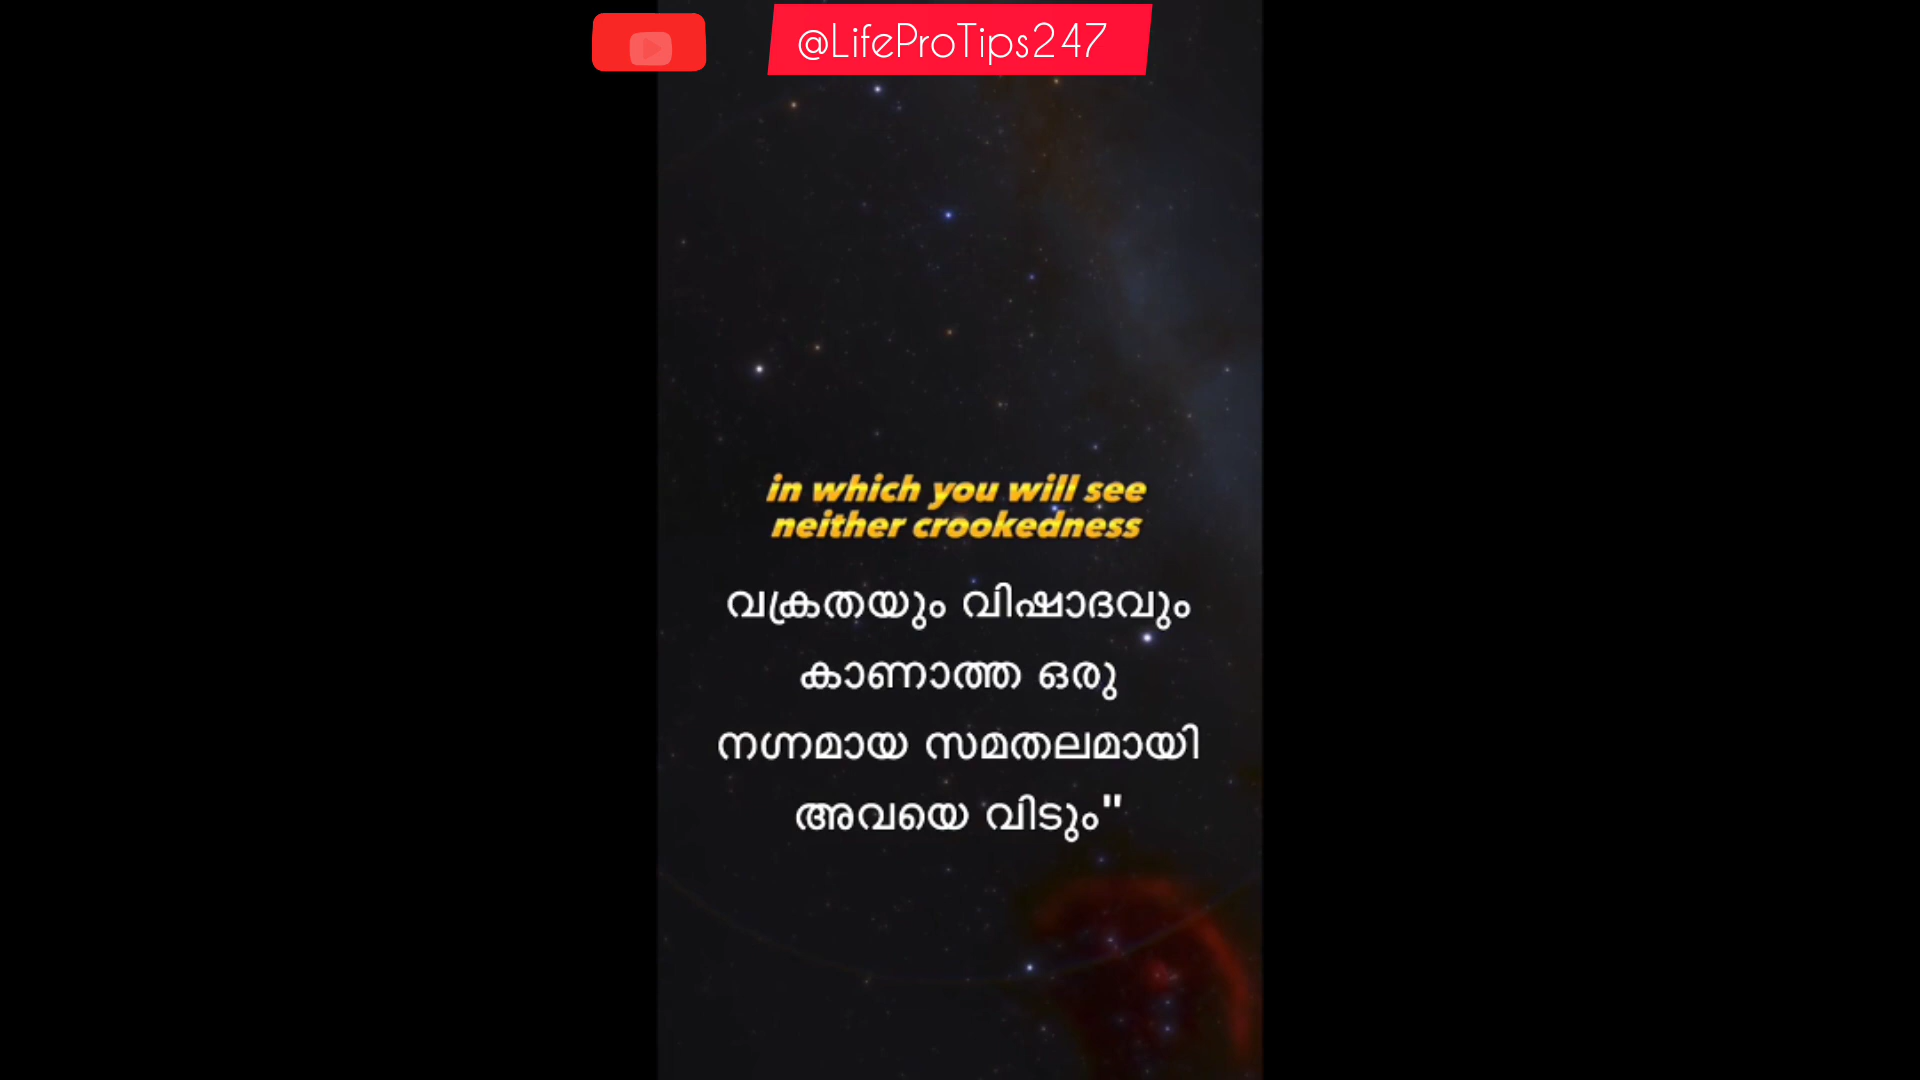 @LifeProTips247
in which you will see
neither crookedness
വക്രതയും വിഷാദവും
കാണാത്ത ഒരു
നഗ്നമായ സമതലമായി
അവയെ വിടും"